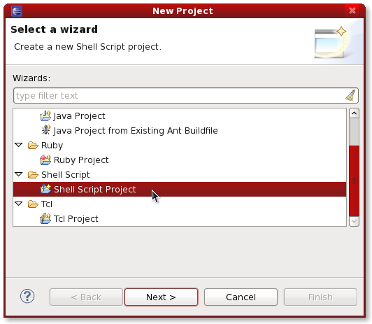 New Project
Select a wizard
Create a new Shell Script project.
Wizards:
type filter text
Java Project
Java Project from Existing Ant Buildfile
Ruby
Ruby Project
Shell Script
Shell Script Project
Tcl
Tcl Project
? < Back Next > Cancel Finish